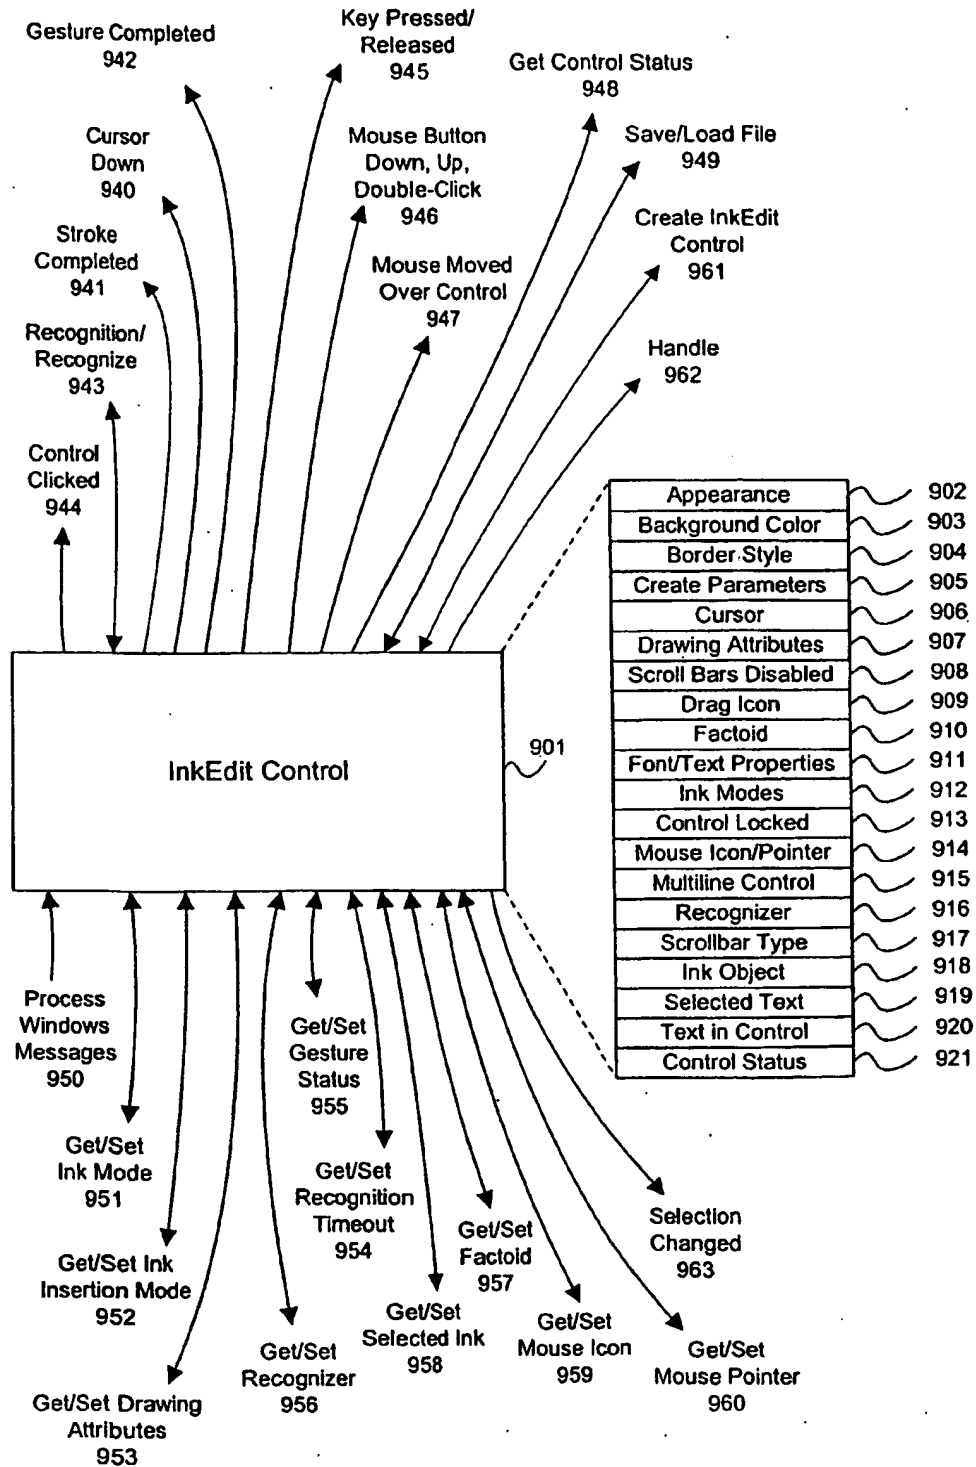 Gesture Completed
942
Key Pressed/
Released
945
Get Control Status
948
Cursor
Down
940
Mouse Button
Down, Up,
Double-Click
946
Save/Load File
949
Stroke
Completed
941
Mouse Moved
Over Control
947
Create InkEdit
Control
961
Recognition/
Recognize
943
Handle
962
Control
Clicked
944
InkEdit Control
901
Appearance 902
Background Color 903
Border Style 904
Create Parameters 905
Cursor 906
Drawing Attributes 907
Scroll Bars Disabled 908
Drag Icon 909
Factoid 910
Font/Text Properties 911
Ink Modes 912
Control Locked 913
Mouse Icon/Pointer 914
Multiline Control 915
Recognizer 916
Scrollbar Type 917
Ink Object 918
Selected Text 919
Text in Control 920
Control Status 921
Process
Windows
Messages
950
Get/Set
Ink Mode
951
Get/Set Ink
Insertion Mode
952
Get/Set Drawing
Attributes
953
Get/Set
Gesture
Status
955
Get/Set
Recognition
Timeout
954
Get/Set
Recognizer
956
Get/Set
Selected Ink
958
Get/Set
Factoid
957
Get/Set
Mouse Icon
959
Selection
Changed
963
Get/Set
Mouse Pointer
960